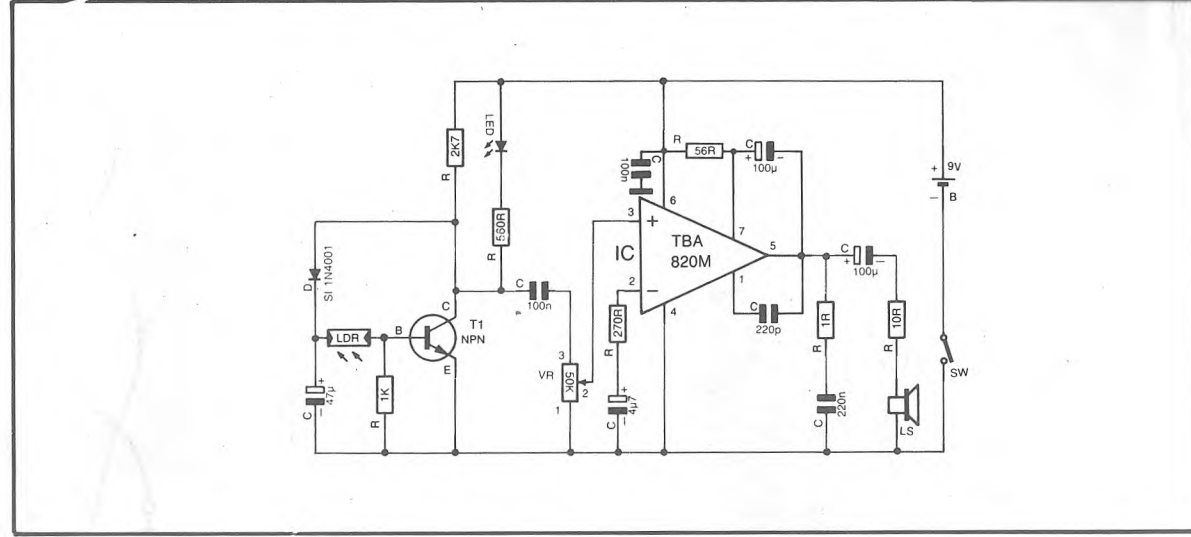 LED
R
2K7
R
560R
R
D
SI 1N4001
LDR
B
C
T1
NPN
E
+
47µ
C
–
1K
R
C
100n
3
VR
50K
2
1
C
100n
R
56R
C
+
100µ
–
6
3
+
IC
TBA
820M
7
5
2
–
1
4
270R
R
C
220p
+
4µ7
C
–
C
+
100µ
–
1R
R
10R
R
220n
C
LS
+
9V
–
B
SW